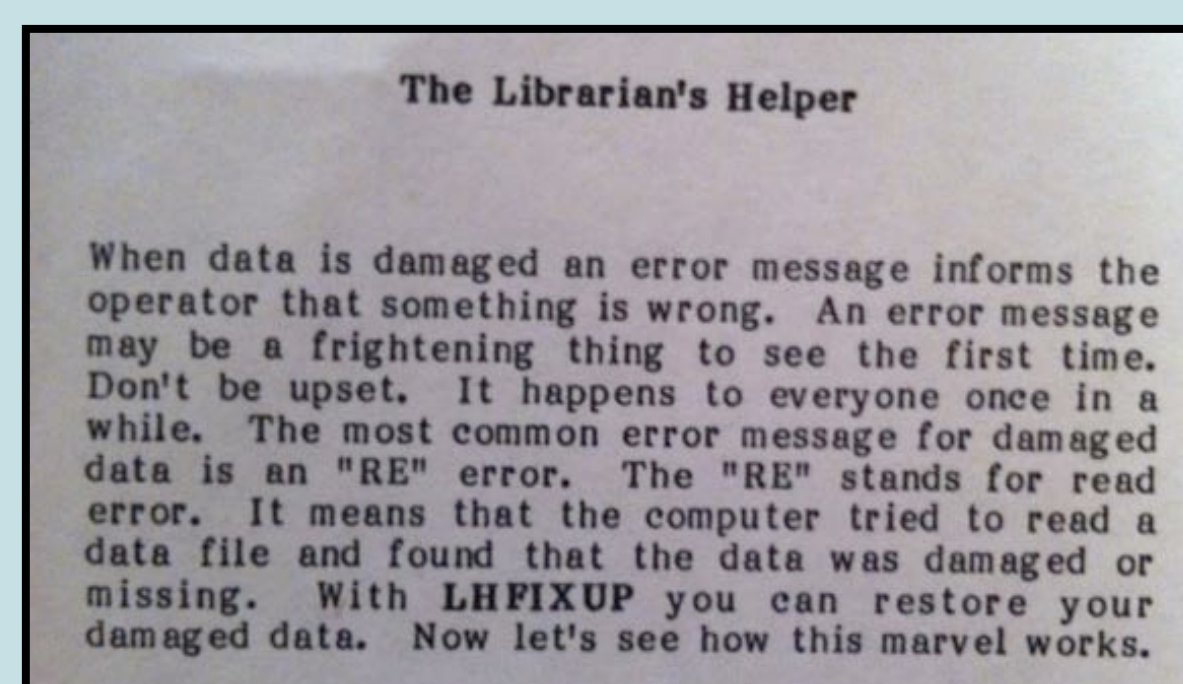 The Librarian's Helper
When data is damaged an error message informs the
operator that something is wrong. An error message
may be a frightening thing to see the first time.
Don't be upset. It happens to everyone once in a
while. The most common error message for damaged
data is an "RE" error. The "RE" stands for read
error. It means that the computer tried to read a
data file and found that the data was damaged or
missing. With LHFIXUP you can restore your
damaged data. Now let's see how this marvel works.